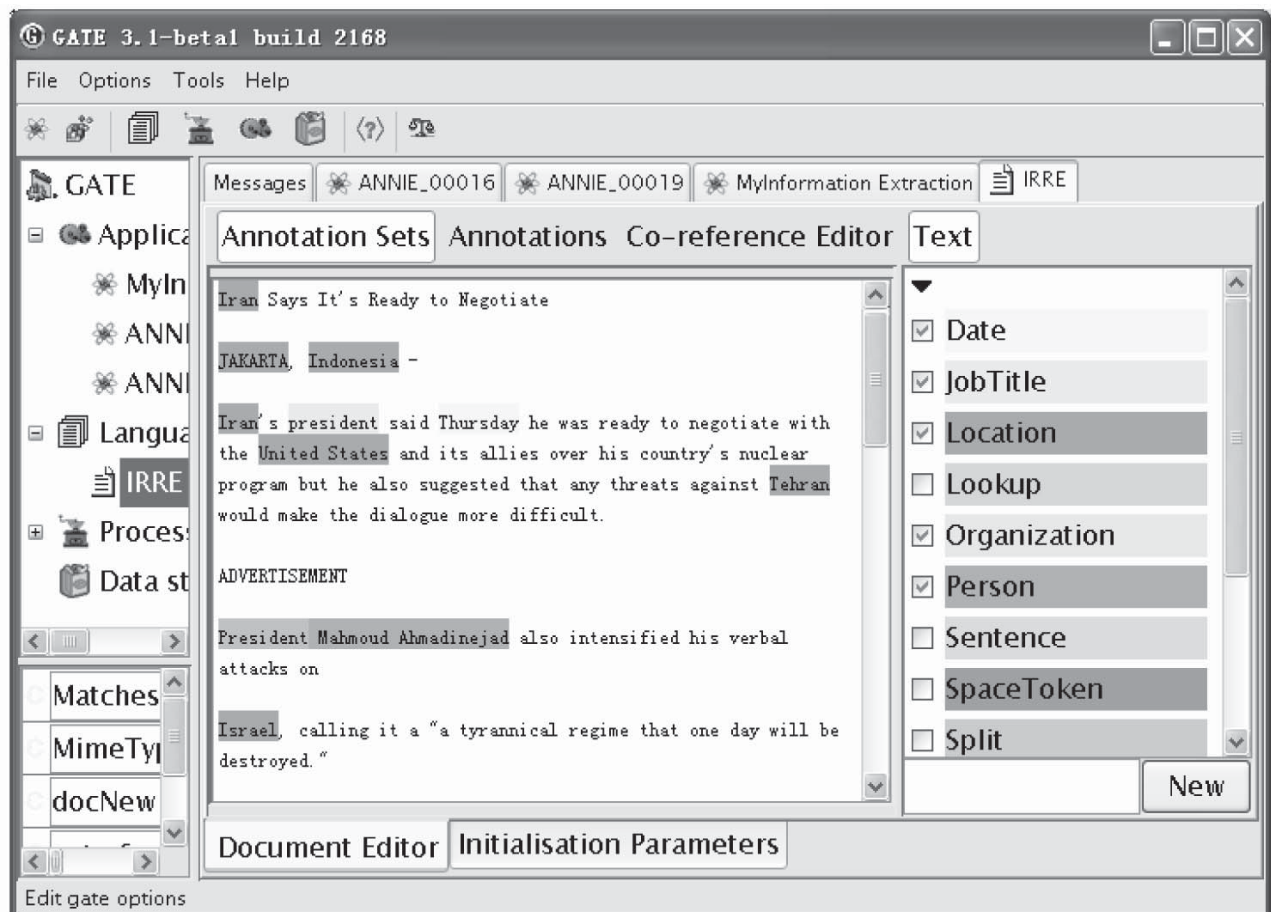 GATE 3.1-beta1 build 2168
File Options Tools Help
GATE
Applica
MyIn
ANNI
ANNI
Langua
IRRE
Proces
Data st
Matches
MimeTy
docNew
Messages ANNIE_00016 ANNIE_00019 MyInformation Extraction IRRE
Annotation Sets Annotations Co-reference Editor Text
Iran Says It's Ready to Negotiate
JAKARTA, Indonesia -
Iran's president said Thursday he was ready to negotiate with
the United States and its allies over his country's nuclear
program but he also suggested that any threats against Tehran
would make the dialogue more difficult.
ADVERTISEMENT
President Mahmoud Ahmadinejad also intensified his verbal
attacks on
Israel, calling it a "a tyrannical regime that one day will be
destroyed."
Date
JobTitle
Location
Lookup
Organization
Person
Sentence
SpaceToken
Split
New
Document Editor Initialisation Parameters
Edit gate options